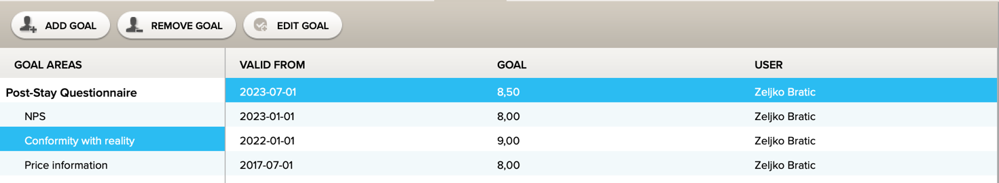 ADD GOAL REMOVE GOAL EDIT GOAL
GOAL AREAS VALID FROM GOAL USER
Post-Stay Questionnaire 2023-07-01 8,50 Zeljko Bratic
NPS 2023-01-01 8,00 Zeljko Bratic
Conformity with reality 2022-01-01 9,00 Zeljko Bratic
Price information 2017-07-01 8,00 Zeljko Bratic